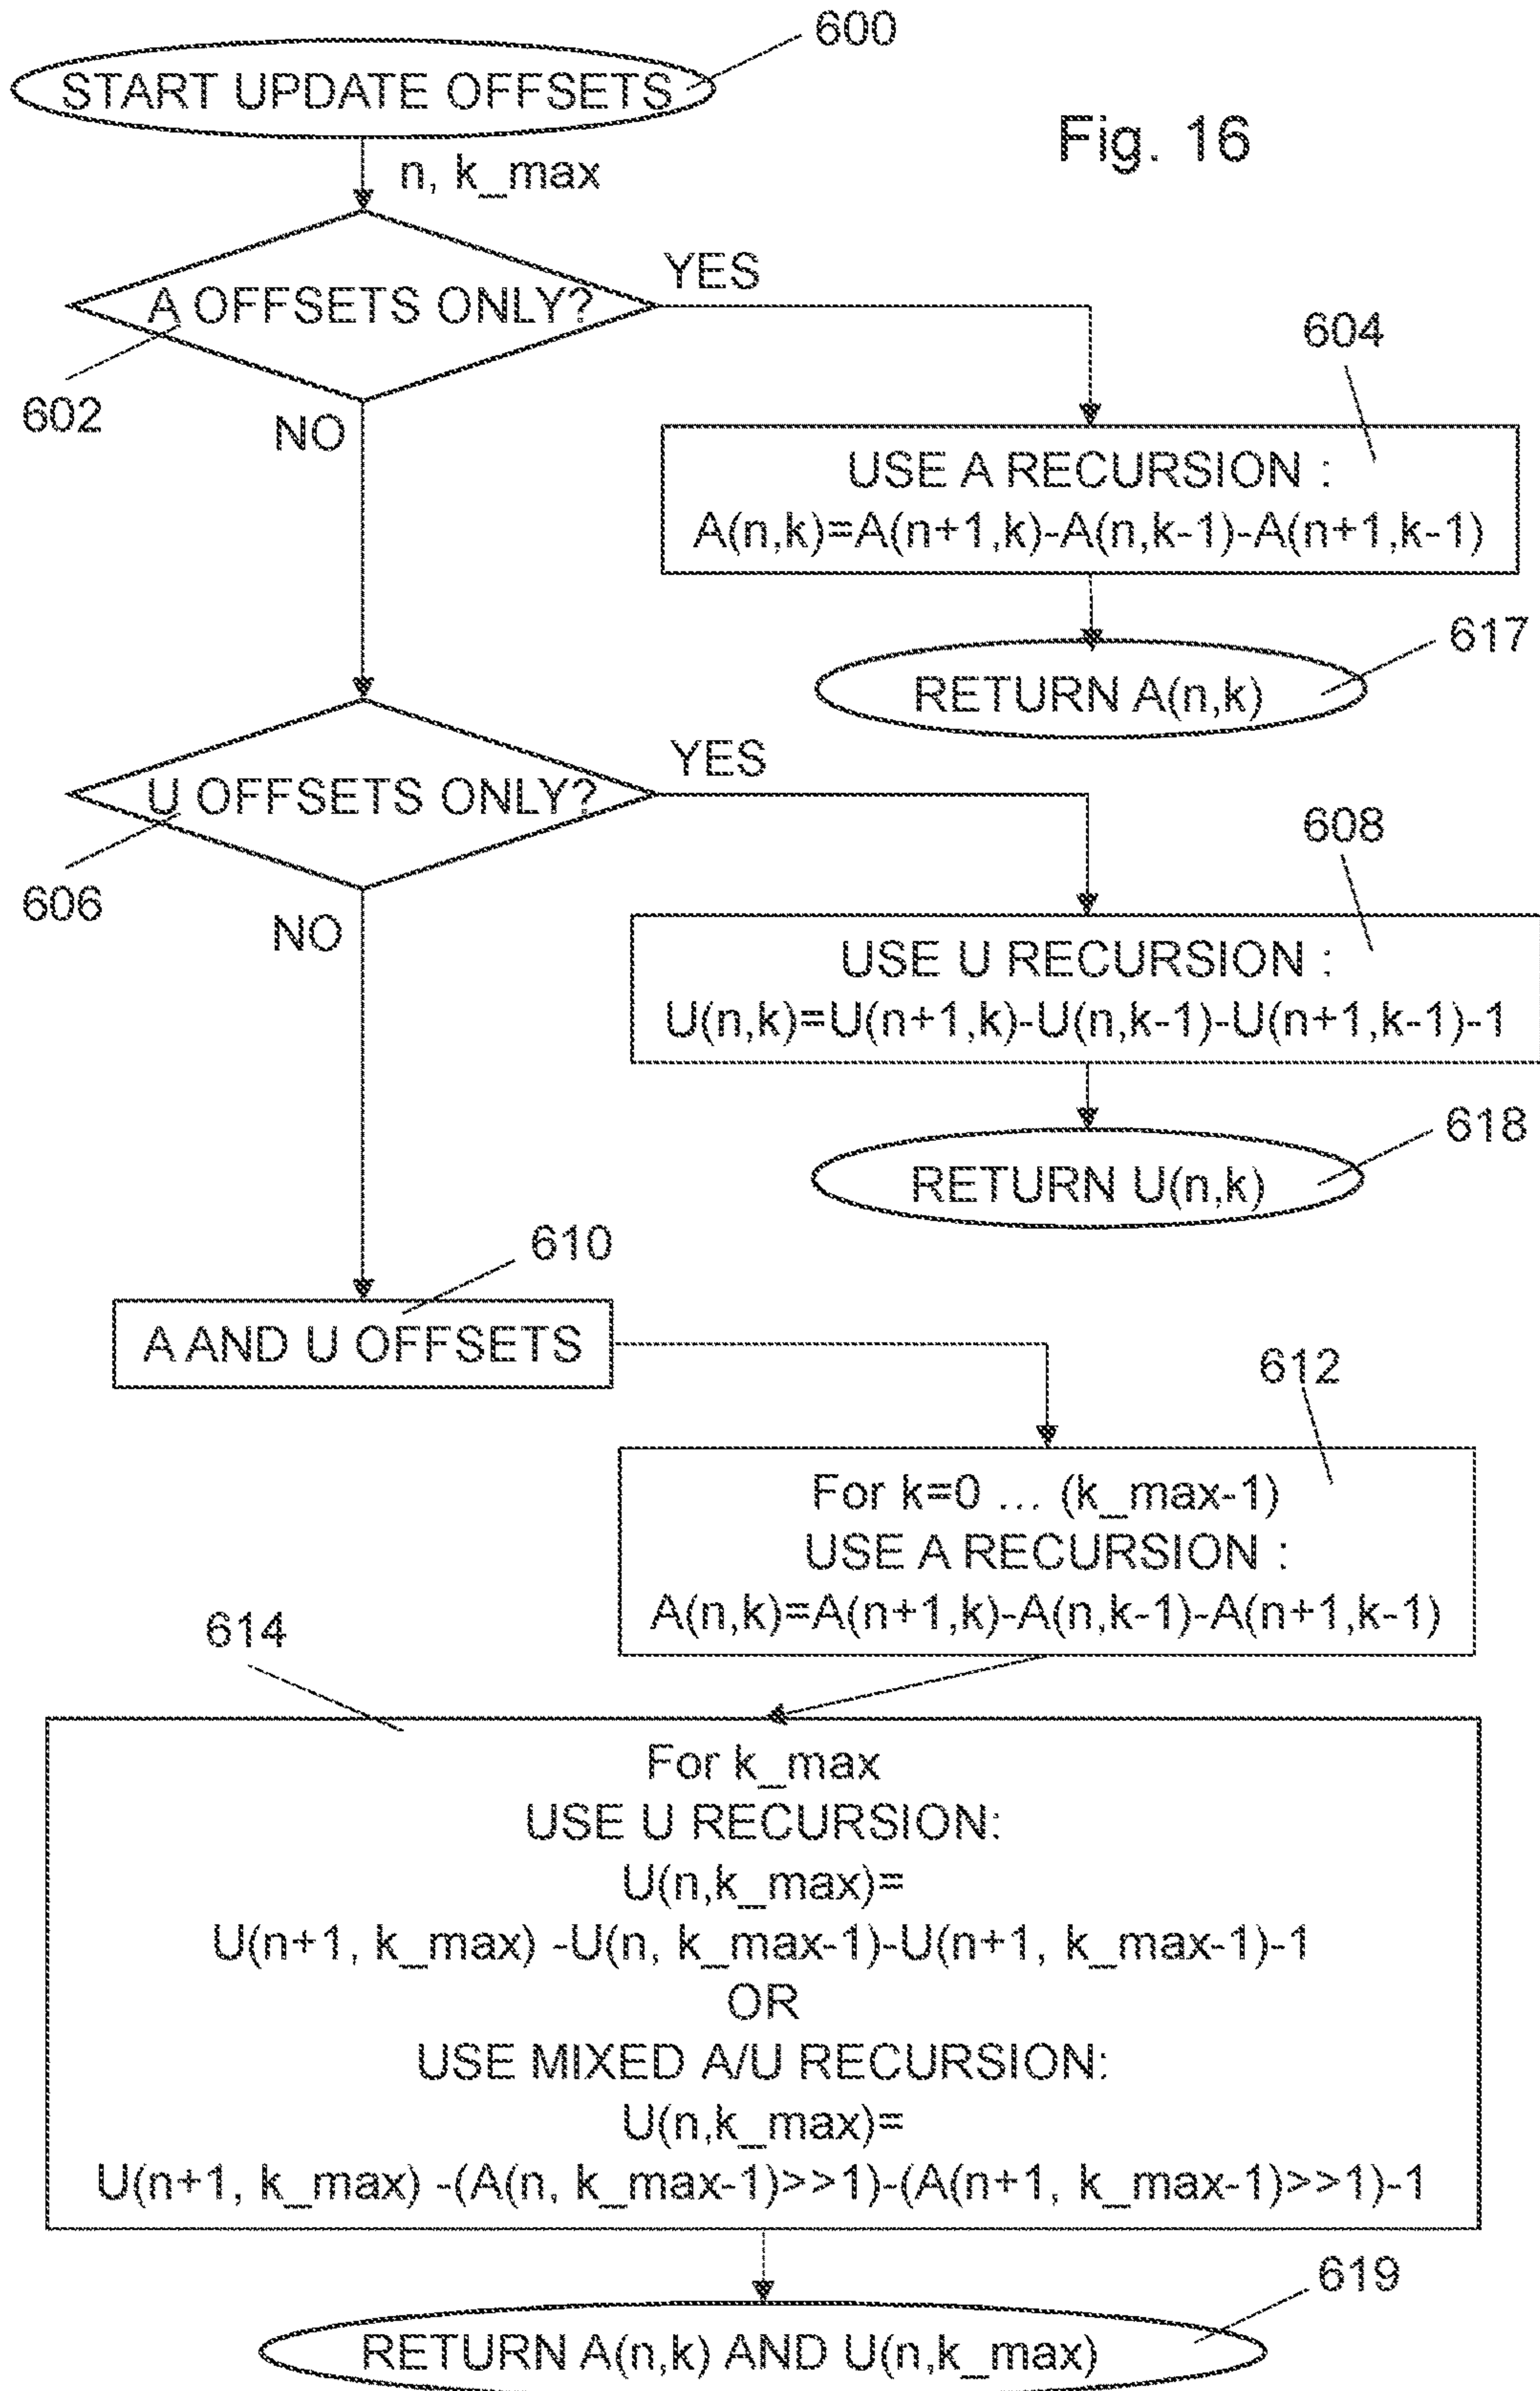 600
START UPDATE OFFSETS
Fig. 16
n, k_max
YES
A OFFSETS ONLY?
604
602
NO
USE A RECURSION :
A(n,k)=A(n+1,k)-A(n,k-1)-A(n+1,k-1)
617
RETURN A(n,k)
YES
U OFFSETS ONLY?
608
606
NO
USE U RECURSION :
U(n,k)=U(n+1,k)-U(n,k-1)-U(n+1,k-1)-1
618
RETURN U(n,k)
610
A AND U OFFSETS
612
For k=0 ... (k_max-1)
USE A RECURSION :
A(n,k)=A(n+1,k)-A(n,k-1)-A(n+1,k-1)
614
For k_max
USE U RECURSION:
U(n,k_max)=
U(n+1, k_max) -U(n, k_max-1)-U(n+1, k_max-1)-1
OR
USE MIXED A/U RECURSION:
U(n,k_max)=
U(n+1, k_max) -(A(n, k_max-1)>>1)-(A(n+1, k_max-1)>>1)-1
619
RETURN A(n,k) AND U(n,k_max)